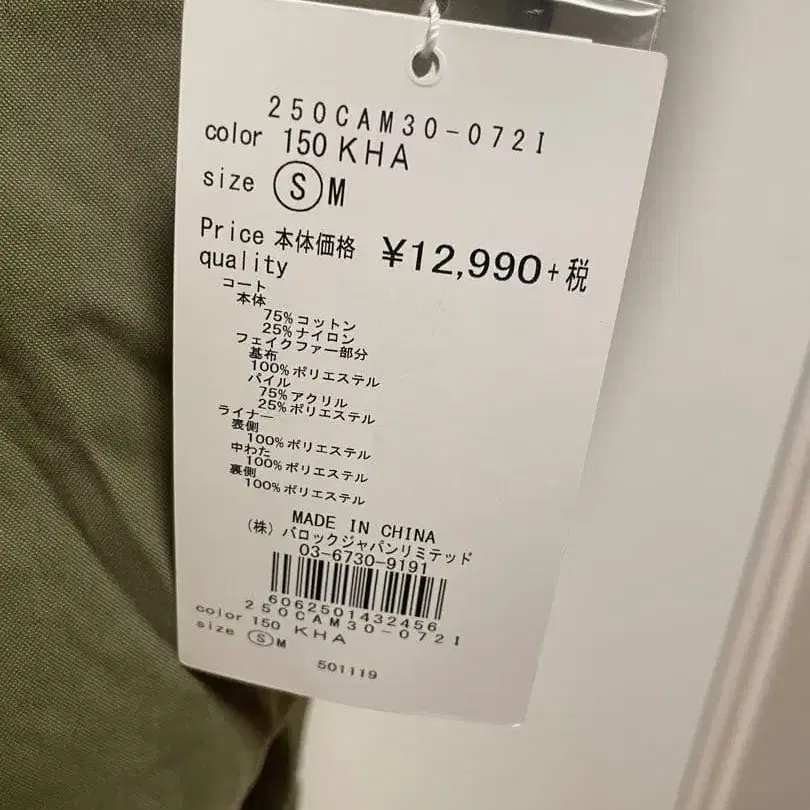 250CAM30-072I
color 150 KHA
size S M
Price 本体価格 ¥12,990+税
quality
コート
本体
75%コットン
25%ナイロン
フェイクファー部分
基布
100%ポリエステル
パイル
75%アクリル
25%ポリエステル
ライナー
表側
100%ポリエステル
中わた
100%ポリエステル
裏側
100%ポリエステル
MADE IN CHINA
(株)バロックジャパンリミテッド
03-6730-9191
6062501432456
250CAM30-072I
color 150 KHA
size S M
501119